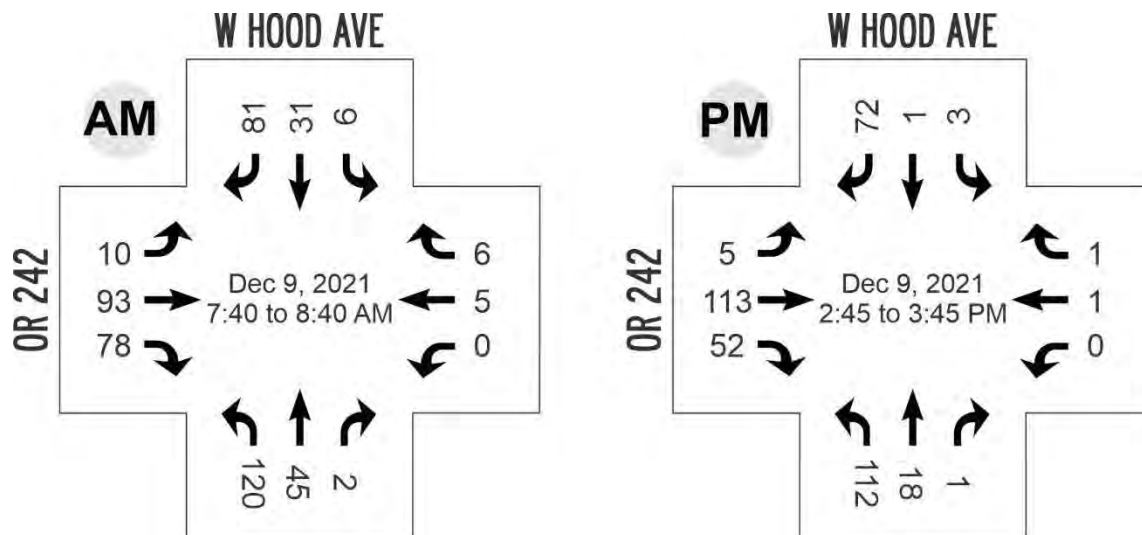 W HOOD AVE
AM
81
31
6
OR 242
10
93
78
Dec 9, 2021
7:40 to 8:40 AM
6
5
0
120
45
2
W HOOD AVE
PM
72
1
3
OR 242
5
113
52
Dec 9, 2021
2:45 to 3:45 PM
1
1
0
112
18
1